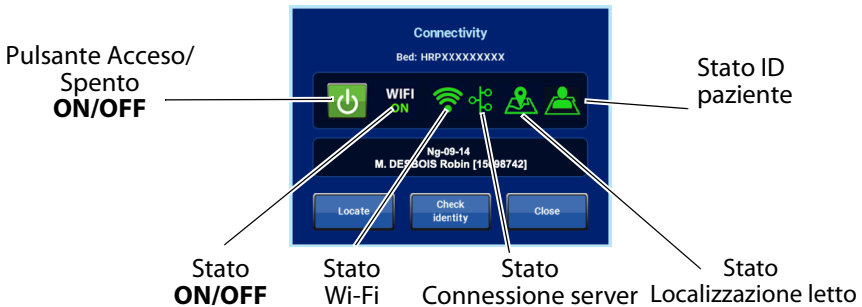 Connectivity
Bed: HRPXXXXXXXXX
Pulsante Acceso/
Spento
ON/OFF
WIFI
ON
Stato ID
paziente
Ng-09-14
M. DESBOIS Robin [15098742]
Locate
Check
identity
Close
Stato
ON/OFF
Stato
Wi-Fi
Stato
Connessione server
Stato
Localizzazione letto